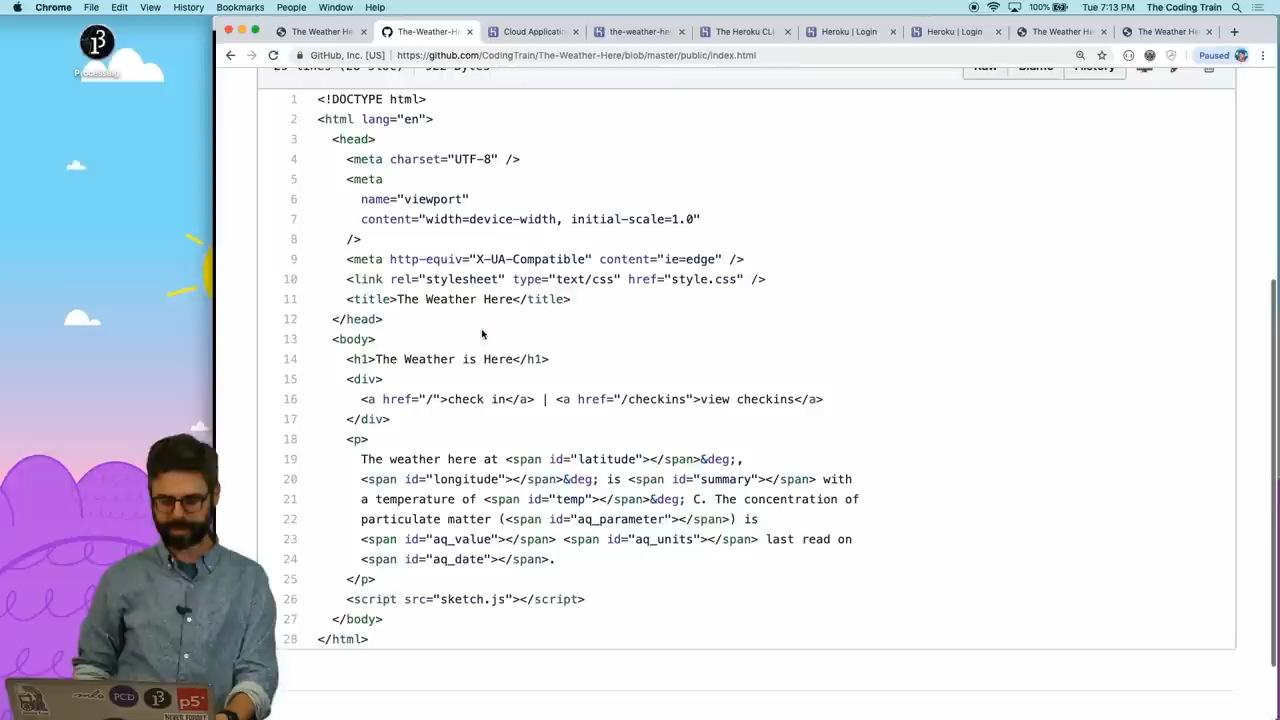 Chrome File Edit View History Bookmarks People Window Help 100% Tue 7:13 PM The Coding Train
The Weather He The-Weather-H Cloud Applicati the-weather-he The Heroku CL Heroku | Login Heroku | Login The Weather He The Weather He
GitHub, Inc. [US] https://github.com/CodingTrain/The-Weather-Here/blob/master/public/index.html Paused
Processing
Raw Blame History
1 <!DOCTYPE html>
2 <html lang="en">
3 <head>
4 <meta charset="UTF-8" />
5 <meta
6 name="viewport"
7 content="width=device-width, initial-scale=1.0"
8 />
9 <meta http-equiv="X-UA-Compatible" content="ie=edge" />
10 <link rel="stylesheet" type="text/css" href="style.css" />
11 <title>The Weather Here</title>
12 </head>
13 <body>
14 <h1>The Weather is Here</h1>
15 <div>
16 <a href="/">check in</a> | <a href="/checkins">view checkins</a>
17 </div>
18 <p>
19 The weather here at <span id="latitude"></span>&deg;,
20 <span id="longitude"></span>&deg; is <span id="summary"></span> with
21 a temperature of <span id="temp"></span>&deg; C. The concentration of
22 particulate matter (<span id="aq_parameter"></span>) is
23 <span id="aq_value"></span> <span id="aq_units"></span> last read on
24 <span id="aq_date"></span>.
25 </p>
26 <script src="sketch.js"></script>
27 </body>
28 </html>
PCD
p5*